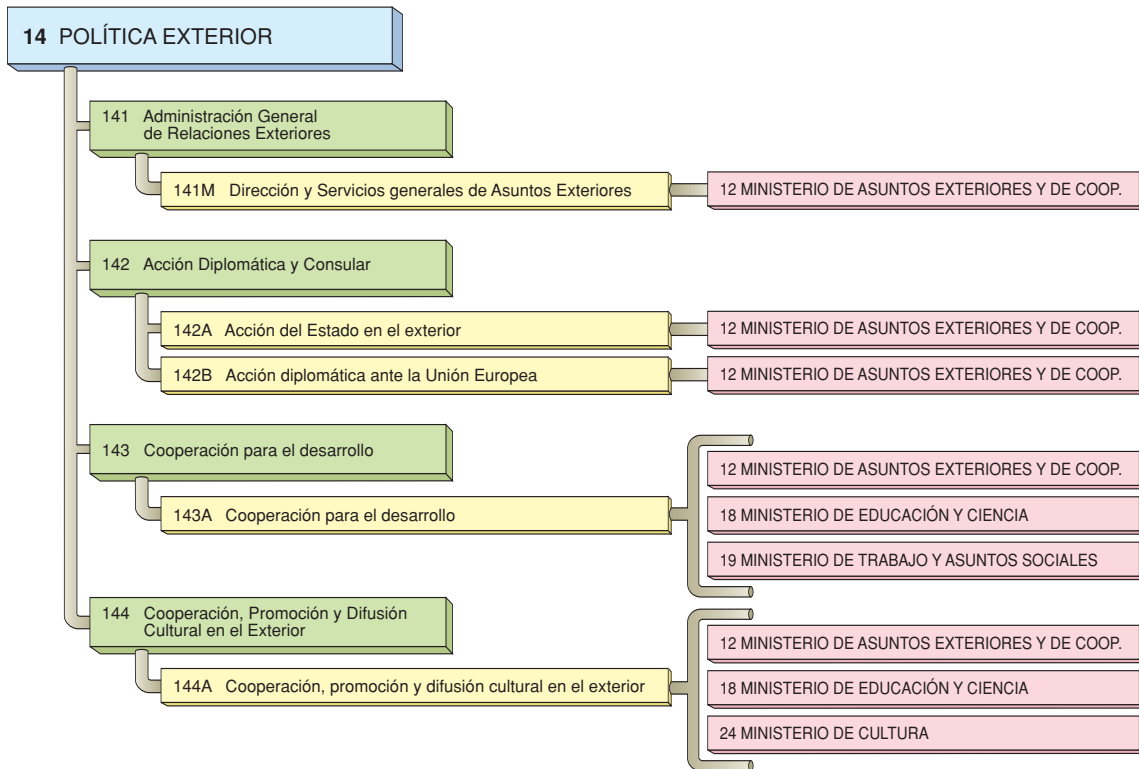 14 POLÍTICA EXTERIOR
141 Administración General
de Relaciones Exteriores
141M Dirección y Servicios generales de Asuntos Exteriores
12 MINISTERIO DE ASUNTOS EXTERIORES Y DE COOP.
142 Acción Diplomática y Consular
142A Acción del Estado en el exterior
12 MINISTERIO DE ASUNTOS EXTERIORES Y DE COOP.
142B Acción diplomática ante la Unión Europea
12 MINISTERIO DE ASUNTOS EXTERIORES Y DE COOP.
143 Cooperación para el desarrollo
143A Cooperación para el desarrollo
12 MINISTERIO DE ASUNTOS EXTERIORES Y DE COOP.
18 MINISTERIO DE EDUCACIÓN Y CIENCIA
19 MINISTERIO DE TRABAJO Y ASUNTOS SOCIALES
144 Cooperación, Promoción y Difusión
Cultural en el Exterior
144A Cooperación, promoción y difusión cultural en el exterior
12 MINISTERIO DE ASUNTOS EXTERIORES Y DE COOP.
18 MINISTERIO DE EDUCACIÓN Y CIENCIA
24 MINISTERIO DE CULTURA